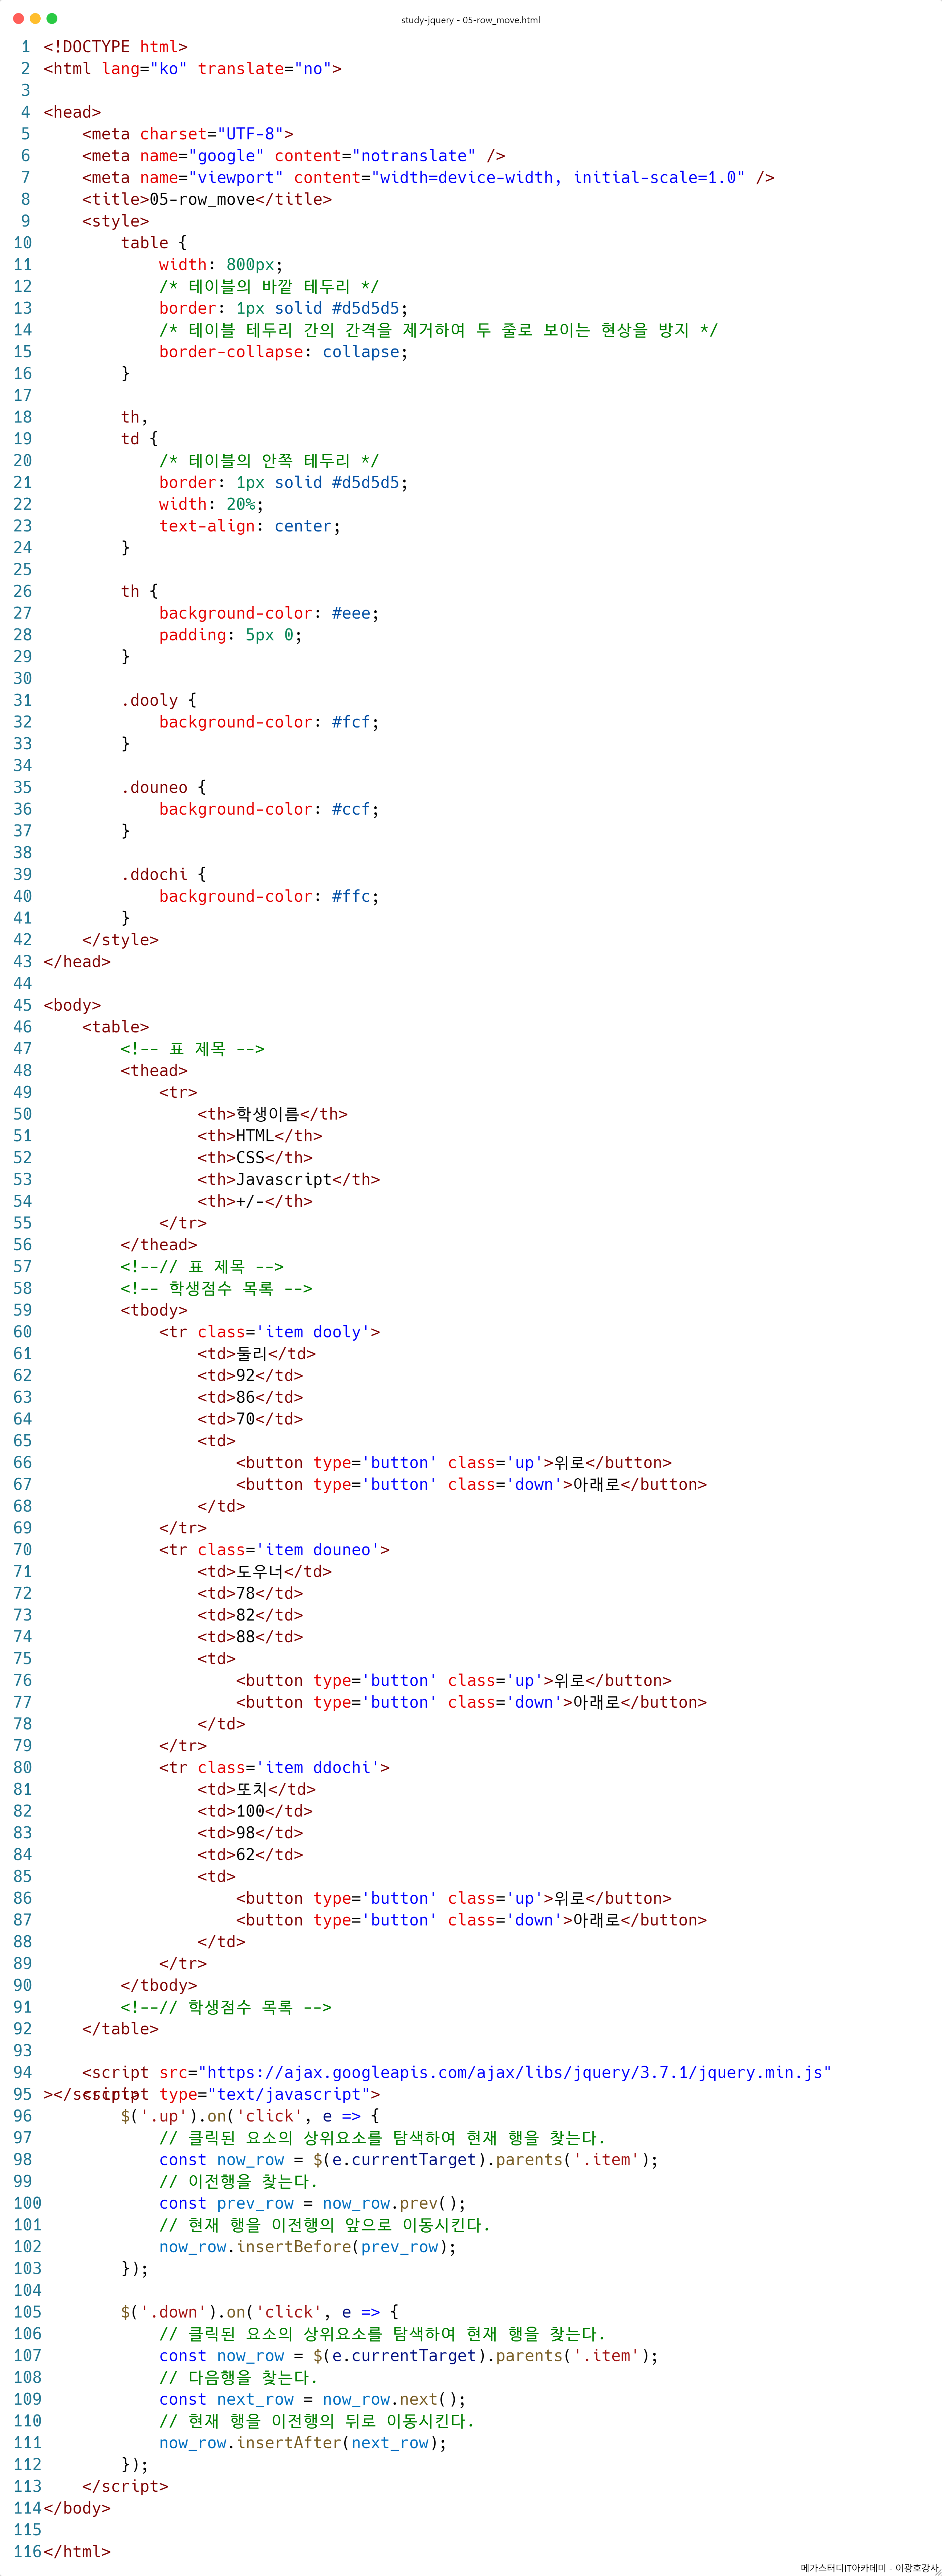 study-jquery - 05-row_move.html
1 <!DOCTYPE html>
2 <html lang="ko" translate="no">
3
4 <head>
5     <meta charset="UTF-8">
6     <meta name="google" content="notranslate" />
7     <meta name="viewport" content="width=device-width, initial-scale=1.0" />
8     <title>05-row_move</title>
9     <style>
10         table {
11             width: 800px;
12             /* 테이블의 바깥 테두리 */
13             border: 1px solid #d5d5d5;
14             /* 테이블 테두리 간의 간격을 제거하여 두 줄로 보이는 현상을 방지 */
15             border-collapse: collapse;
16         }
17
18         th,
19         td {
20             /* 테이블의 안쪽 테두리 */
21             border: 1px solid #d5d5d5;
22             width: 20%;
23             text-align: center;
24         }
25
26         th {
27             background-color: #eee;
28             padding: 5px 0;
29         }
30
31         .dooly {
32             background-color: #fcf;
33         }
34
35         .douneo {
36             background-color: #ccf;
37         }
38
39         .ddochi {
40             background-color: #ffc;
41         }
42     </style>
43 </head>
44
45 <body>
46     <table>
47         <!-- 표 제목 -->
48         <thead>
49             <tr>
50                 <th>학생이름</th>
51                 <th>HTML</th>
52                 <th>CSS</th>
53                 <th>Javascript</th>
54                 <th>+/-</th>
55             </tr>
56         </thead>
57         <!--// 표 제목 -->
58         <!-- 학생점수 목록 -->
59         <tbody>
60             <tr class='item dooly'>
61                 <td>둘리</td>
62                 <td>92</td>
63                 <td>86</td>
64                 <td>70</td>
65                 <td>
66                     <button type='button' class='up'>위로</button>
67                     <button type='button' class='down'>아래로</button>
68                 </td>
69             </tr>
70             <tr class='item douneo'>
71                 <td>도우너</td>
72                 <td>78</td>
73                 <td>82</td>
74                 <td>88</td>
75                 <td>
76                     <button type='button' class='up'>위로</button>
77                     <button type='button' class='down'>아래로</button>
78                 </td>
79             </tr>
80             <tr class='item ddochi'>
81                 <td>또치</td>
82                 <td>100</td>
83                 <td>98</td>
84                 <td>62</td>
85                 <td>
86                     <button type='button' class='up'>위로</button>
87                     <button type='button' class='down'>아래로</button>
88                 </td>
89             </tr>
90         </tbody>
91         <!--// 학생점수 목록 -->
92     </table>
93
94     <script src="https://ajax.googleapis.com/ajax/libs/jquery/3.7.1/jquery.min.js"
></script>
95     <script type="text/javascript">
96         $('.up').on('click', e => {
97             // 클릭된 요소의 상위요소를 탐색하여 현재 행을 찾는다.
98             const now_row = $(e.currentTarget).parents('.item');
99             // 이전행을 찾는다.
100             const prev_row = now_row.prev();
101             // 현재 행을 이전행의 앞으로 이동시킨다.
102             now_row.insertBefore(prev_row);
103         });
104
105         $('.down').on('click', e => {
106             // 클릭된 요소의 상위요소를 탐색하여 현재 행을 찾는다.
107             const now_row = $(e.currentTarget).parents('.item');
108             // 다음행을 찾는다.
109             const next_row = now_row.next();
110             // 현재 행을 이전행의 뒤로 이동시킨다.
111             now_row.insertAfter(next_row);
112         });
113     </script>
114 </body>
115
116 </html>
메가스터디IT아카데미 - 이광호강사